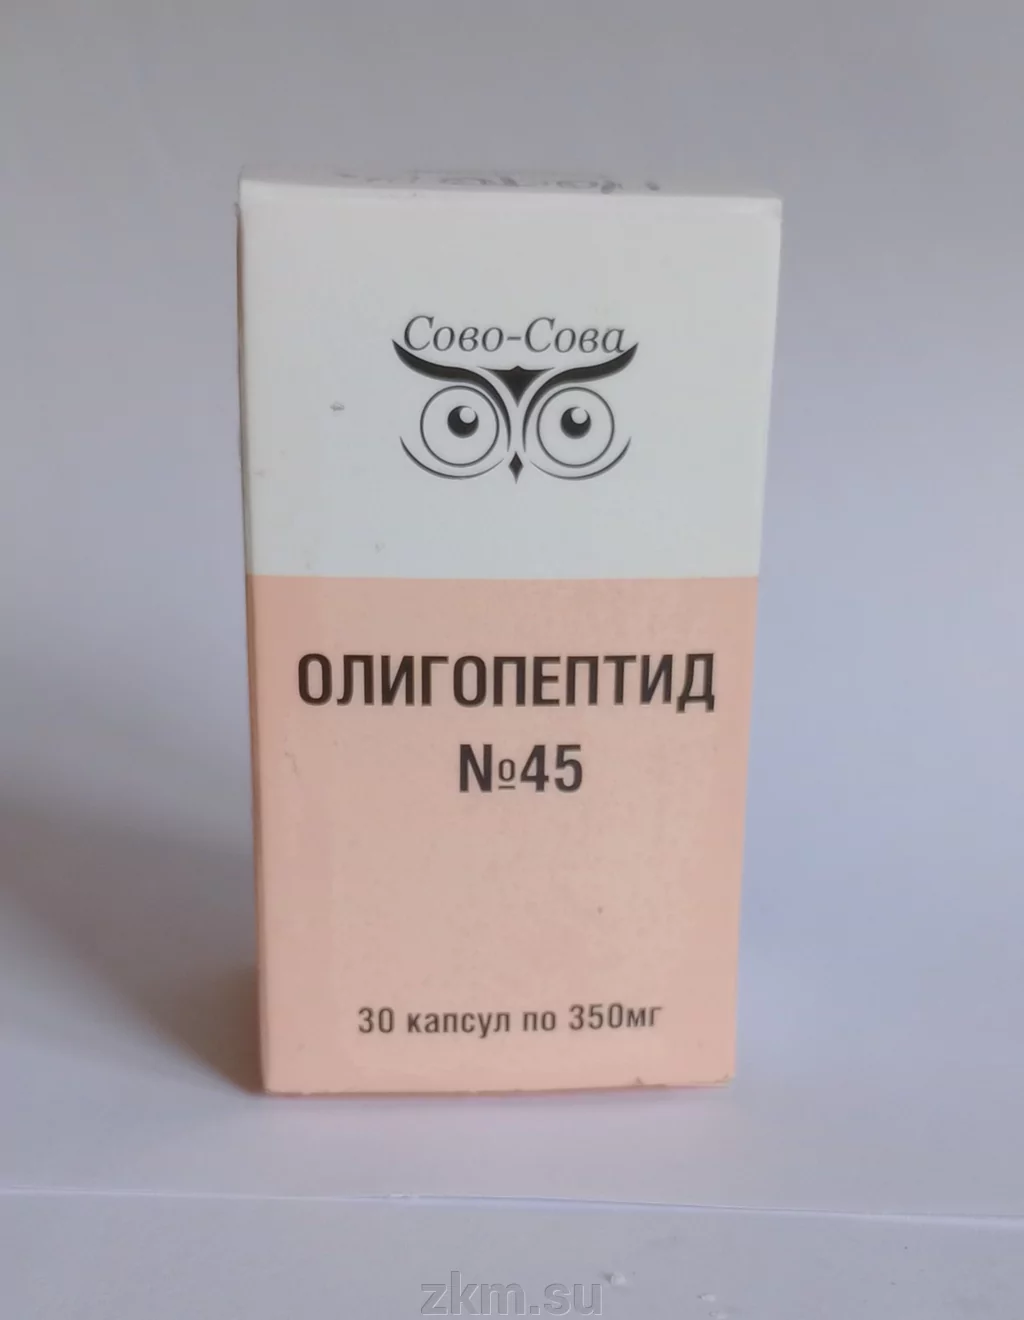 Сово-Сова
ОЛИГОПЕПТИД
№45
30 капсул по 350мг
zkm.su